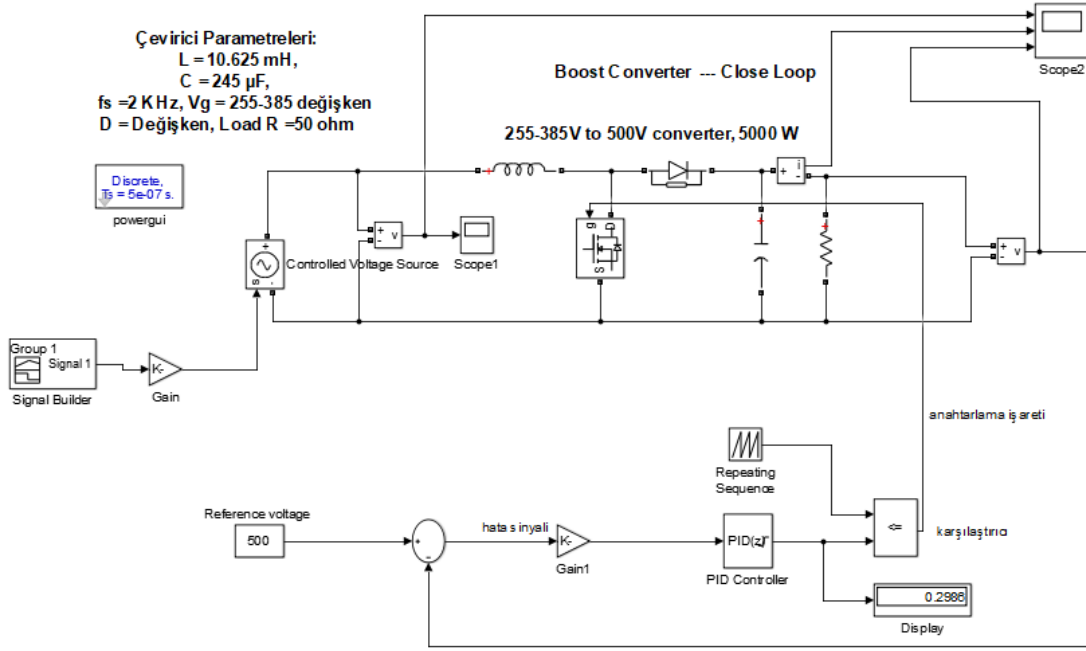 Çevirici Parametreleri:
L = 10.625 mH,
C = 245 µF,
fs =2 KHz, Vg = 255-385 değişken
D = Değişken, Load R =50 ohm
Boost Converter --- Close Loop
255-385V to 500V converter, 5000 W
Scope2
Discrete,
Ts = 5e-07 s.
powergui
+
-
i
+
-
v
Controlled Voltage Source
Scope1
s
+
-
g
D
S
+
-
v
Group 1
Signal 1
Signal Builder
K-
Gain
anahtarlama işareti
Repeating
Sequence
Reference voltage
500
+
-
hata sinyali
K-
Gain1
PID(z)
PID Controller
<=
karşılaştırıcı
0.2986
Display